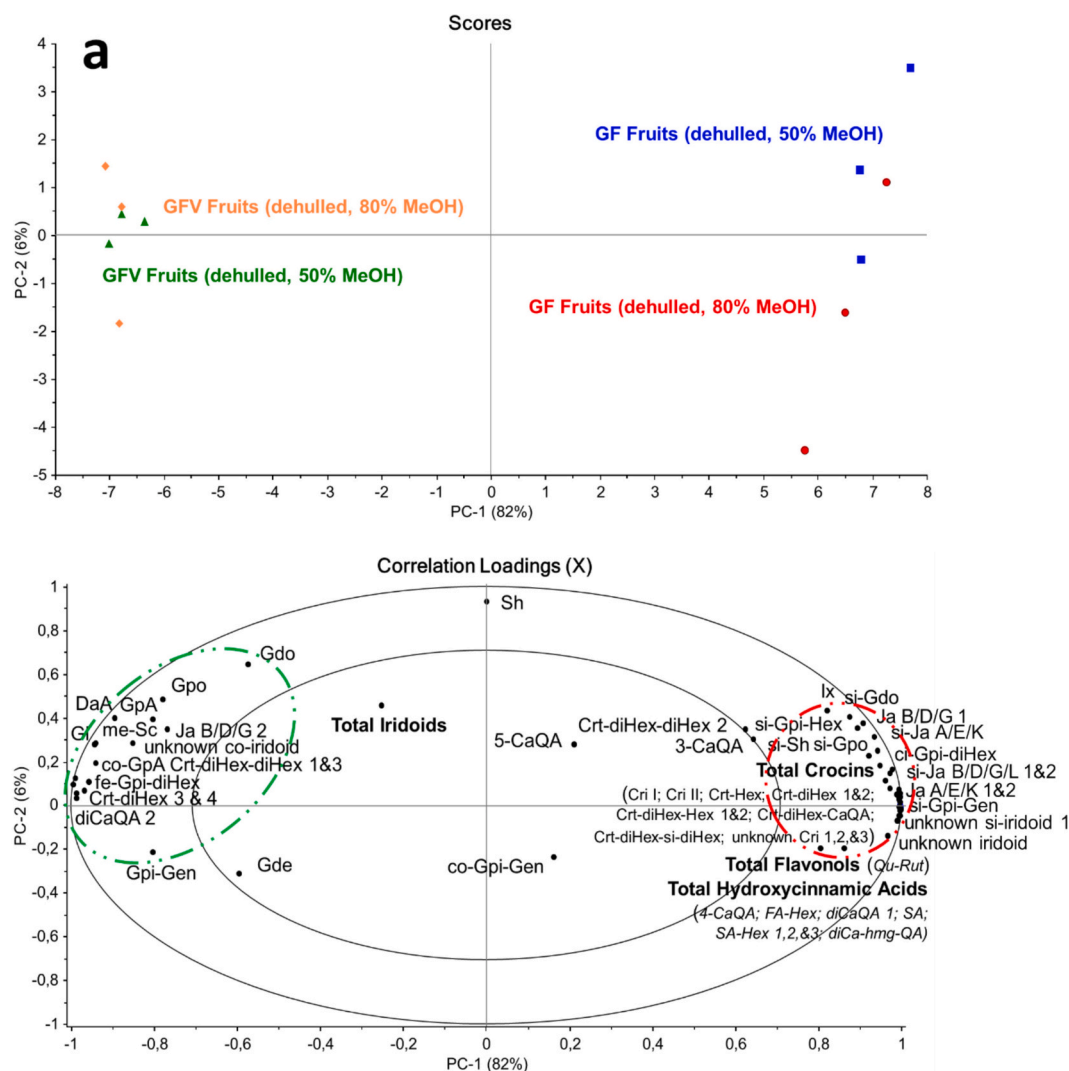 Scores
a
4
3
2
1
0
-1
-2
-3
-4
-5
PC-2 (6%)
GF Fruits (dehulled, 50% MeOH)
GFV Fruits (dehulled, 80% MeOH)
GFV Fruits (dehulled, 50% MeOH)
GF Fruits (dehulled, 80% MeOH)
-8 -7 -6 -5 -4 -3 -2 -1 0 1 2 3 4 5 6 7 8
PC-1 (82%)
Correlation Loadings (X)
1
0,8
0,6
0,4
0,2
0
-0,2
-0,4
-0,6
-0,8
-1
PC-2 (6%)
Sh
Gdo
Gpo
DaA GpA
me-Sc Ja B/D/G 2
unknown co-iridoid
co-GpA Crt-diHex-diHex 1&3
fe-Gpi-diHex
Crt-diHex 3 & 4
diCaQA 2
Gpi-Gen
Gde
Total Iridoids
5-CaQA
Crt-diHex-diHex 2
3-CaQA
co-Gpi-Gen
Ix si-Gdo
si-Gpi-Hex Ja B/D/G 1
si-Sh si-Gpo si-Ja A/E/K
ci-Gpi-diHex
Total Crocins si-Ja B/D/G/L 1&2
(Cri I; Cri II; Crt-Hex; Crt-diHex 1&2; Ja A/E/K 1&2
Crt-diHex-Hex 1&2; Crt-diHex-CaQA; si-Gpi-Gen
unknown si-iridoid 1
Crt-diHex-si-diHex; unknown Cri 1,2,&3) unknown iridoid
Total Flavonols (Qu-Rut)
Total Hydroxycinnamic Acids
(4-CaQA; FA-Hex; diCaQA 1; SA;
SA-Hex 1,2,&3; diCa-hmg-QA)
-1 -0,8 -0,6 -0,4 -0,2 0 0,2 0,4 0,6 0,8 1
PC-1 (82%)